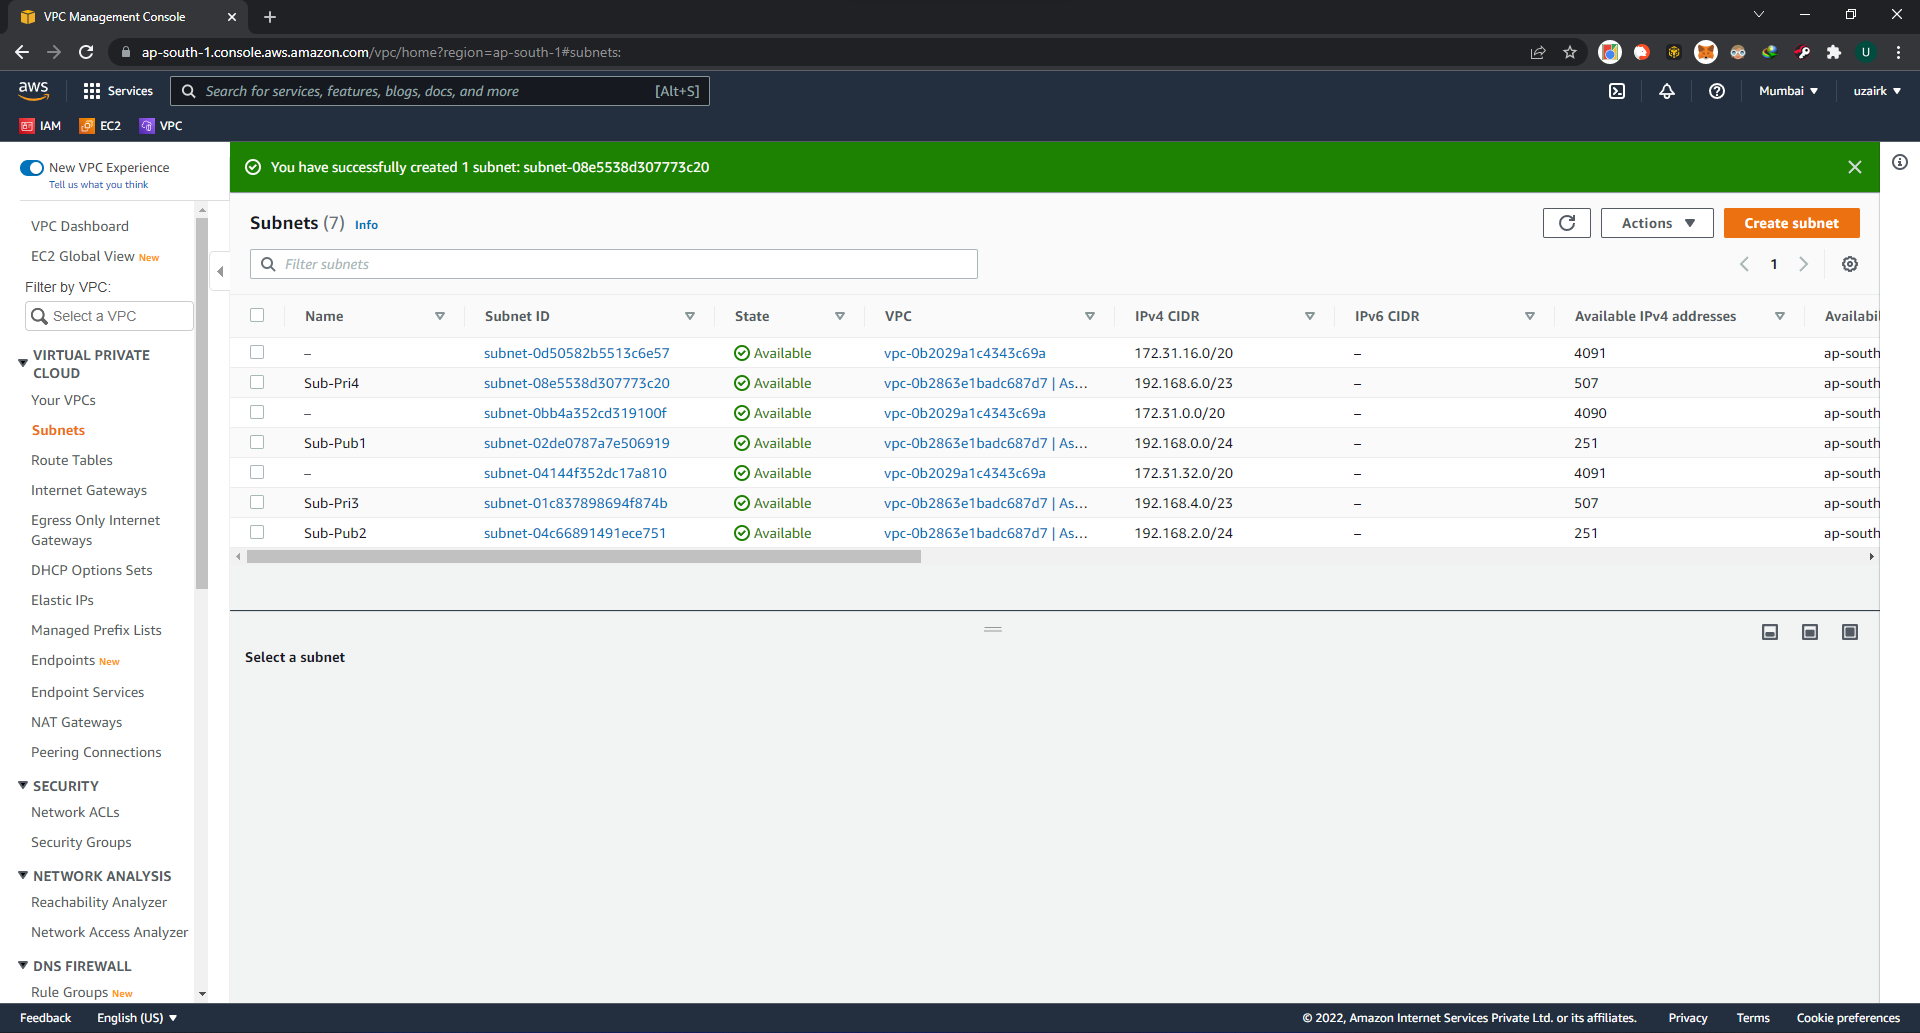 VPC Management Console
ap-south-1.console.aws.amazon.com/vpc/home?region=ap-south-1#subnets:
U
aws
Services
Search for services, features, blogs, docs, and more [Alt+S]
Mumbai
uzairk
IAM EC2 VPC
New VPC Experience
Tell us what you think
VPC Dashboard
EC2 Global View New
Filter by VPC:
Select a VPC
VIRTUAL PRIVATE
CLOUD
Your VPCs
Subnets
Route Tables
Internet Gateways
Egress Only Internet
Gateways
DHCP Options Sets
Elastic IPs
Managed Prefix Lists
Endpoints New
Endpoint Services
NAT Gateways
Peering Connections
SECURITY
Network ACLs
Security Groups
NETWORK ANALYSIS
Reachability Analyzer
Network Access Analyzer
DNS FIREWALL
Rule Groups New
You have successfully created 1 subnet: subnet-08e5538d307773c20
Subnets (7) Info
Actions
Create subnet
Filter subnets
1
Name Subnet ID State VPC IPv4 CIDR IPv6 CIDR Available IPv4 addresses Availabil
– subnet-0d50582b5513c6e57 Available vpc-0b2029a1c4343c69a 172.31.16.0/20 – 4091 ap-south
Sub-Pri4 subnet-08e5538d307773c20 Available vpc-0b2863e1badc687d7 | As... 192.168.6.0/23 – 507 ap-south
– subnet-0bb4a352cd319100f Available vpc-0b2029a1c4343c69a 172.31.0.0/20 – 4090 ap-south
Sub-Pub1 subnet-02de0787a7e506919 Available vpc-0b2863e1badc687d7 | As... 192.168.0.0/24 – 251 ap-south
– subnet-04144f352dc17a810 Available vpc-0b2029a1c4343c69a 172.31.32.0/20 – 4091 ap-south
Sub-Pri3 subnet-01c837898694f874b Available vpc-0b2863e1badc687d7 | As... 192.168.4.0/23 – 507 ap-south
Sub-Pub2 subnet-04c66891491ece751 Available vpc-0b2863e1badc687d7 | As... 192.168.2.0/24 – 251 ap-south
Select a subnet
Feedback English (US)
© 2022, Amazon Internet Services Private Ltd. or its affiliates. Privacy Terms Cookie preferences